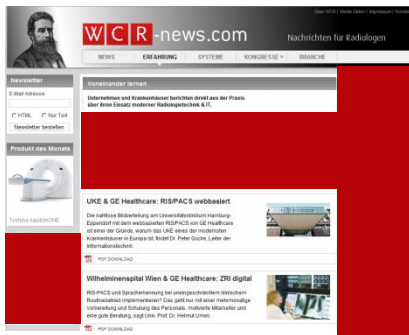 Über WCR | Media Daten | Impressum | Kontakt
WCR-news.com
Nachrichten für Radiologen
NEWS ERFAHRUNG SYSTEME KONGRESSE BRANCHE
Newsletter
E-Mail Adresse:
HTML Nur Text
Newsletter bestellen
Produkt des Monats
Toshiba AquilionONE
Voneinander lernen
Unternehmen und Krankenhäuser berichten direkt aus der Praxis
über ihren Einsatz moderner Radiologietechnik & IT.
UKE & GE Healthcare: RIS/PACS webbasiert
Die nahtlose Bildverteilung am Universitätsklinikum Hamburg-
Eppendorf mit dem webbasierten RIS/PACS von GE Healthcare
ist einer der Gründe, warum das UKE eines der modernsten
Krankenhäuser in Europa ist, findet Dr. Peter Gocke, Leiter der
Informationstechnik.
PDF DOWNLOAD
Wilhelminenspital Wien & GE Healthcare: ZRI digital
RIS-PACS und Spracherkennung bei uneingeschränktem klinischem
Routinebetrieb implementieren? Das geht nur mit einer mehrmonatige
Vorbereitung und Schulung des Personals, motivierte Mitarbeiter und
eine gute Beratung, sagt Univ. Prof. Dr. Helmut Umek.
PDF DOWNLOAD